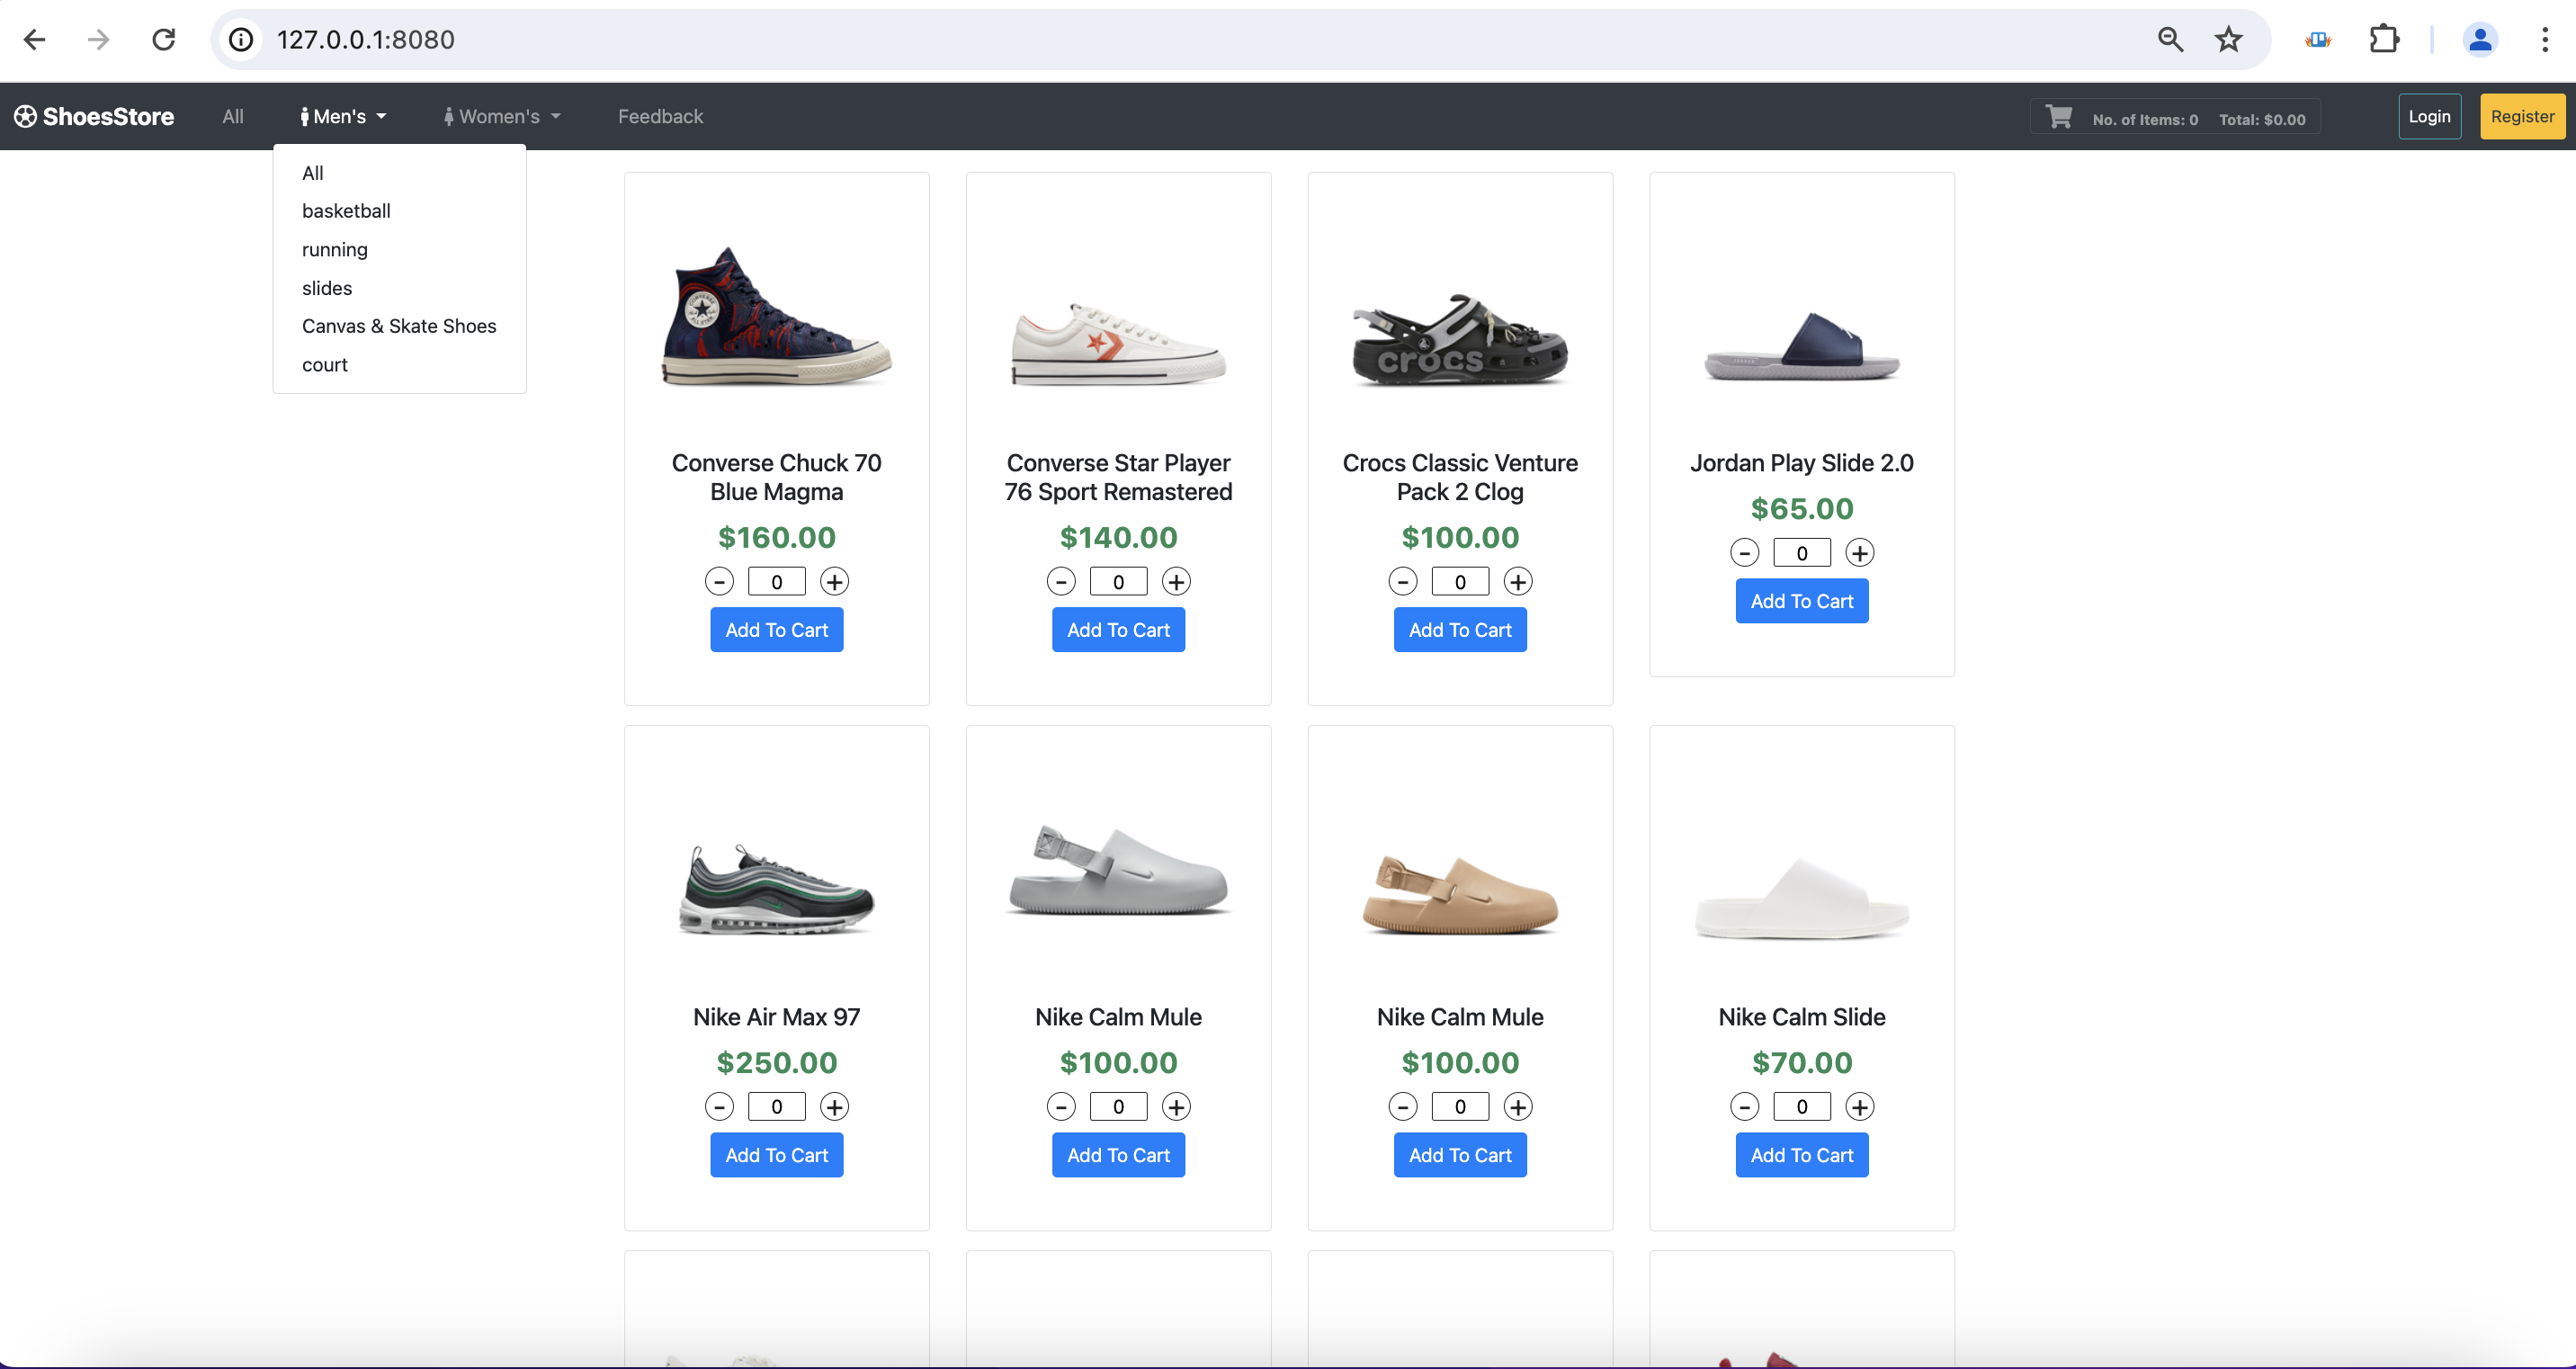 127.0.0.1:8080
ShoesStore All Men's Women's Feedback No. of Items: 0 Total: $0.00 Login Register
All
basketball
running
slides
Canvas & Skate Shoes
court
CONVERSE
ALL STAR
crocs
Converse Chuck 70
Blue Magma
$160.00
- 0 +
Add To Cart
Converse Star Player
76 Sport Remastered
$140.00
- 0 +
Add To Cart
Crocs Classic Venture
Pack 2 Clog
$100.00
- 0 +
Add To Cart
Jordan Play Slide 2.0
$65.00
- 0 +
Add To Cart
Nike Air Max 97
$250.00
- 0 +
Add To Cart
Nike Calm Mule
$100.00
- 0 +
Add To Cart
Nike Calm Mule
$100.00
- 0 +
Add To Cart
Nike Calm Slide
$70.00
- 0 +
Add To Cart